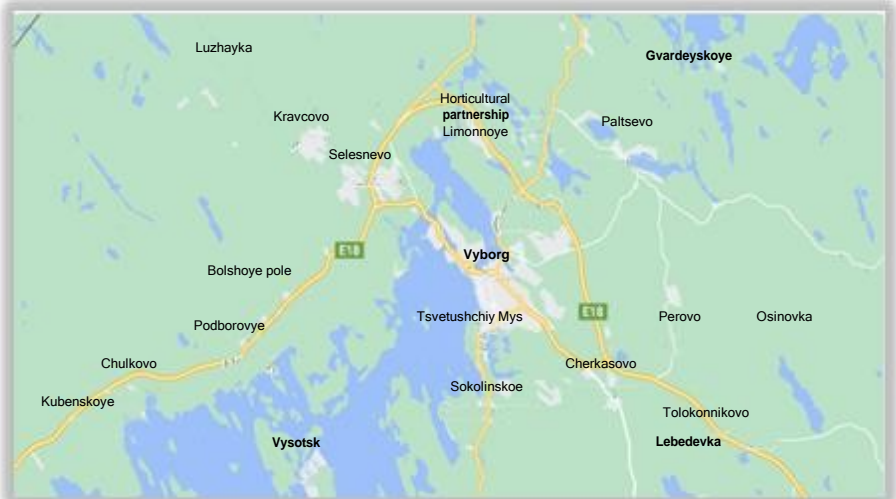 Luzhayka
Gvardeyskoye
Horticultural
partnership
Limonnoye
Kravcovo
Paltsevo
Selesnevo
E18
Vyborg
Bolshoye pole
E18
Tsvetushchiy Mys
Perovo
Osinovka
Podborovye
Chulkovo
Cherkasovo
Sokolinskoe
Kubenskoye
Tolokonnikovo
Vysotsk
Lebedevka